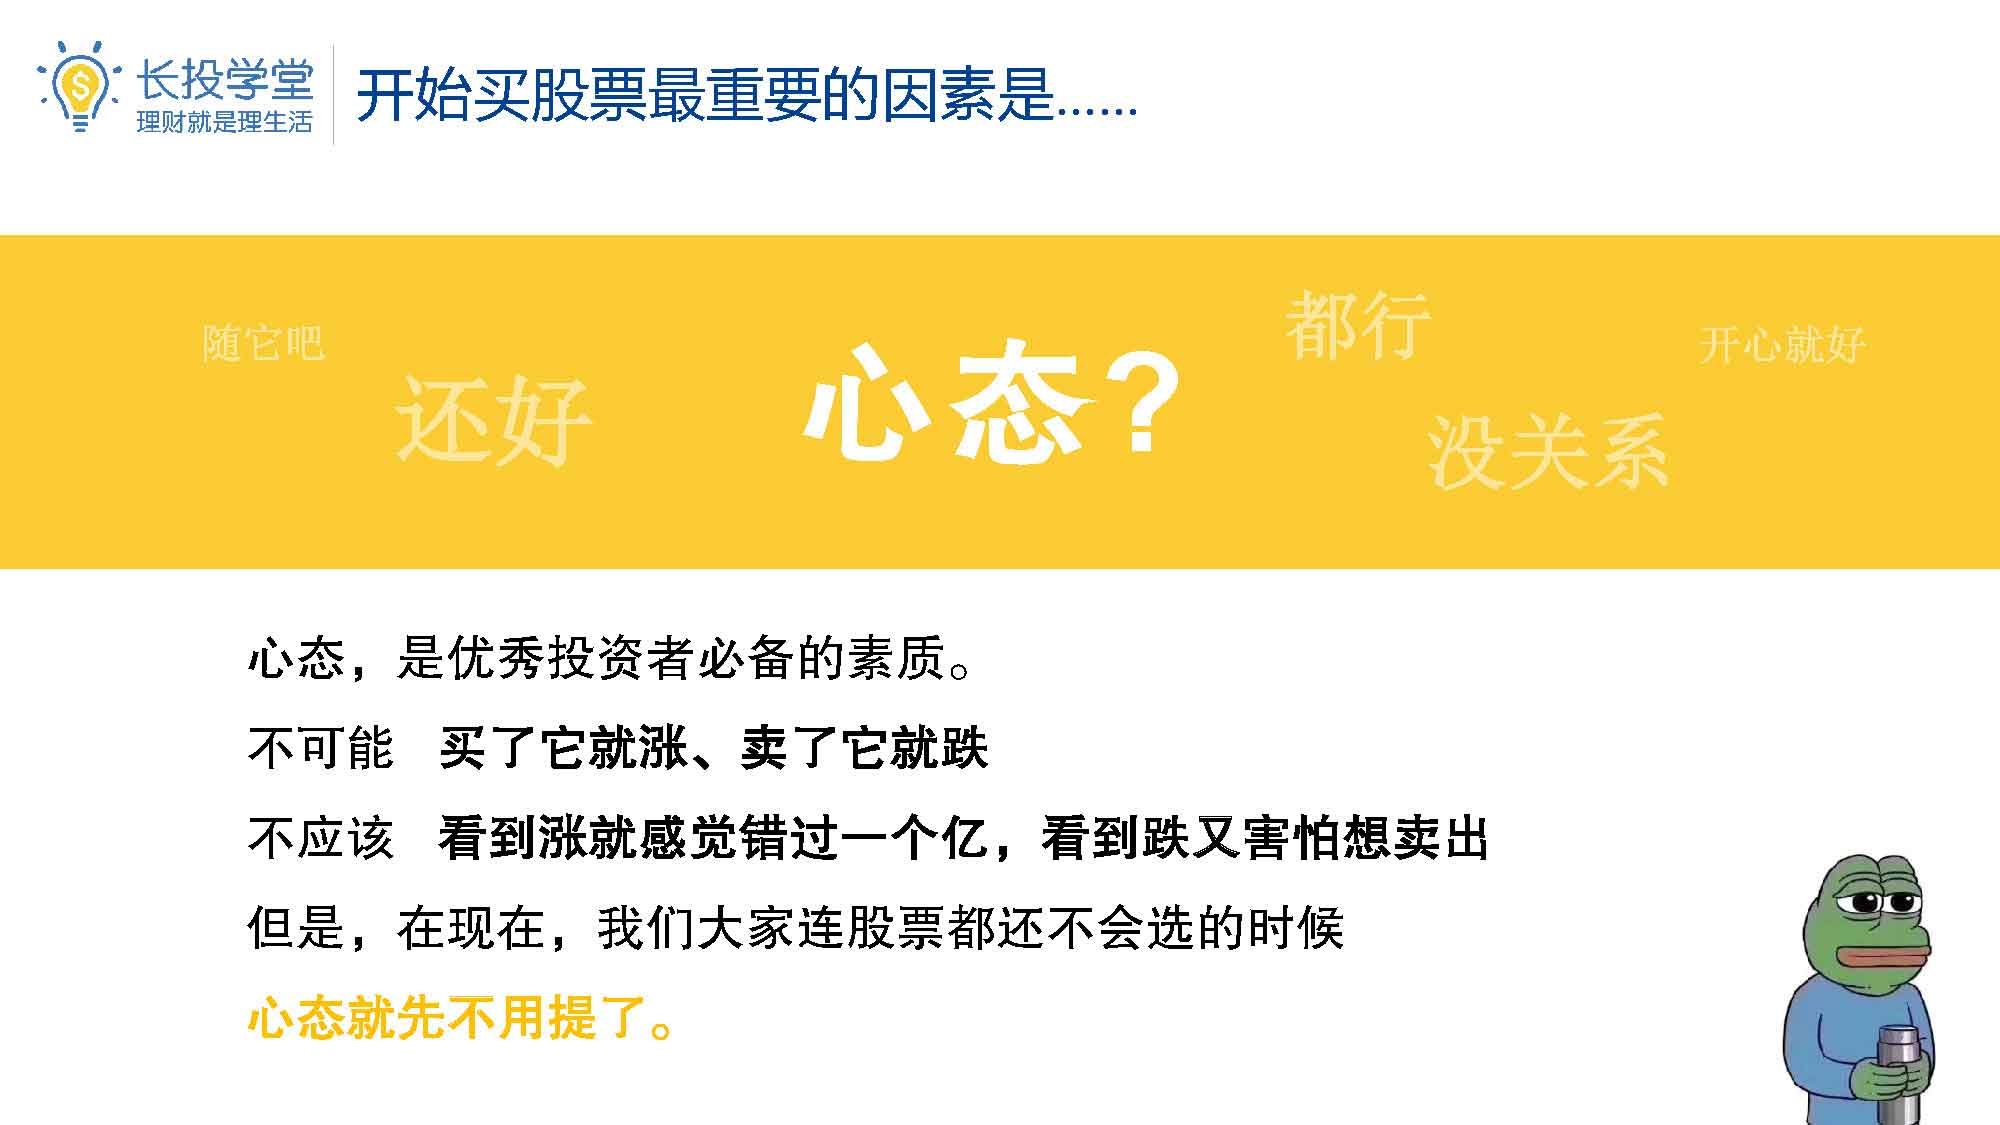 长投学堂
理财就是理生活
开始买股票最重要的因素是......
随它吧
还好
心态?
都行
没关系
开心就好
心态，是优秀投资者必备的素质。
不可能 买了它就涨、卖了它就跌
不应该 看到涨就感觉错过一个亿，看到跌又害怕想卖出
但是，在现在，我们大家连股票都还不会选的时候
心态就先不用提了。